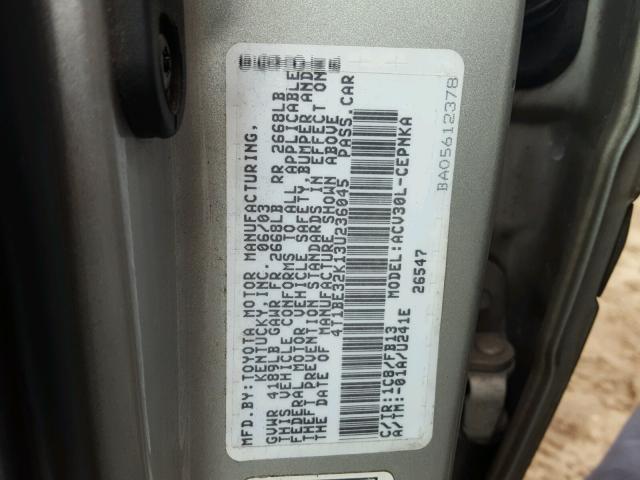 MFD.BY:TOYOTA MOTOR MANUFACTURING,
KENTUCKY,INC. 06/03
GVWR 4189LB GAWR FR 2668LB RR 2668LB
THIS VEHICLE CONFORMS TO ALL APPLICABLE
FEDERAL MOTOR VEHICLE SAFETY,BUMPER AND
THEFT PREVENTION STANDARDS IN EFFECT ON
THE DATE OF MANUFACTURE SHOWN ABOVE
4T1BE32K13U236045 PASS.CAR
MODEL:ACV30L-CEPNKA
C/TR:1C8/FB13 26547
A/TM:-01A/U241E
BA05612378